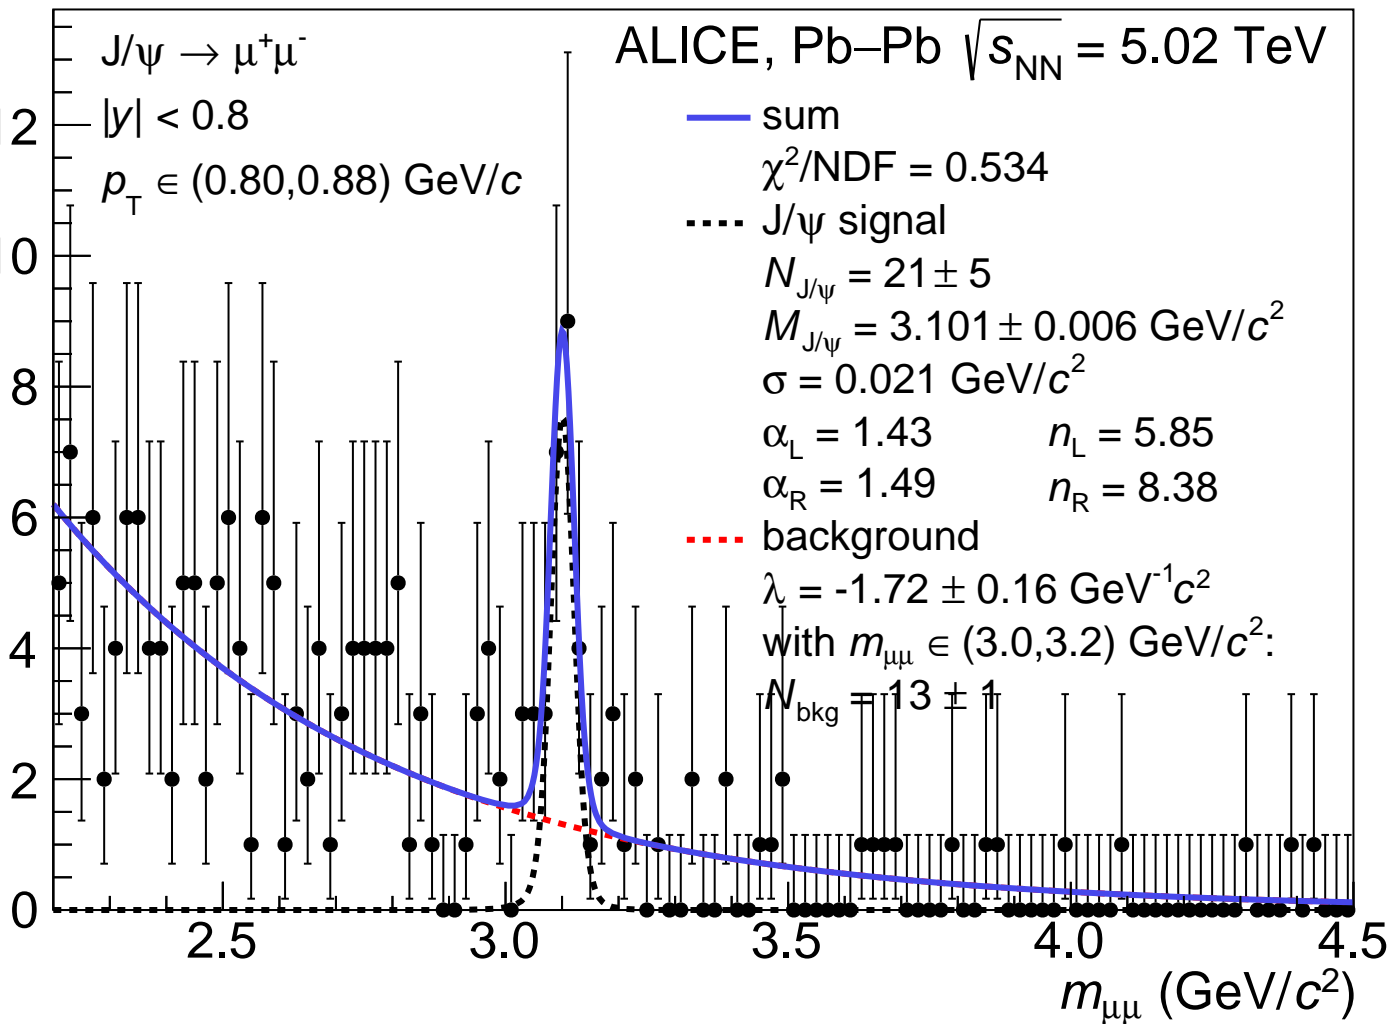 J/ψ → μ⁺μ⁻
|y| < 0.8
p_T ∈ (0.80,0.88) GeV/c
ALICE, Pb–Pb √s_NN = 5.02 TeV
sum
χ²/NDF = 0.534
J/ψ signal
N_J/ψ = 21 ± 5
M_J/ψ = 3.101 ± 0.006 GeV/c²
σ = 0.021 GeV/c²
α_L = 1.43 n_L = 5.85
α_R = 1.49 n_R = 8.38
background
λ = -1.72 ± 0.16 GeV⁻¹c²
with m_μμ ∈ (3.0,3.2) GeV/c²:
N_bkg = 13 ± 1
12
10
8
6
4
2
0
2.5 3.0 3.5 4.0 4.5
m_μμ (GeV/c²)